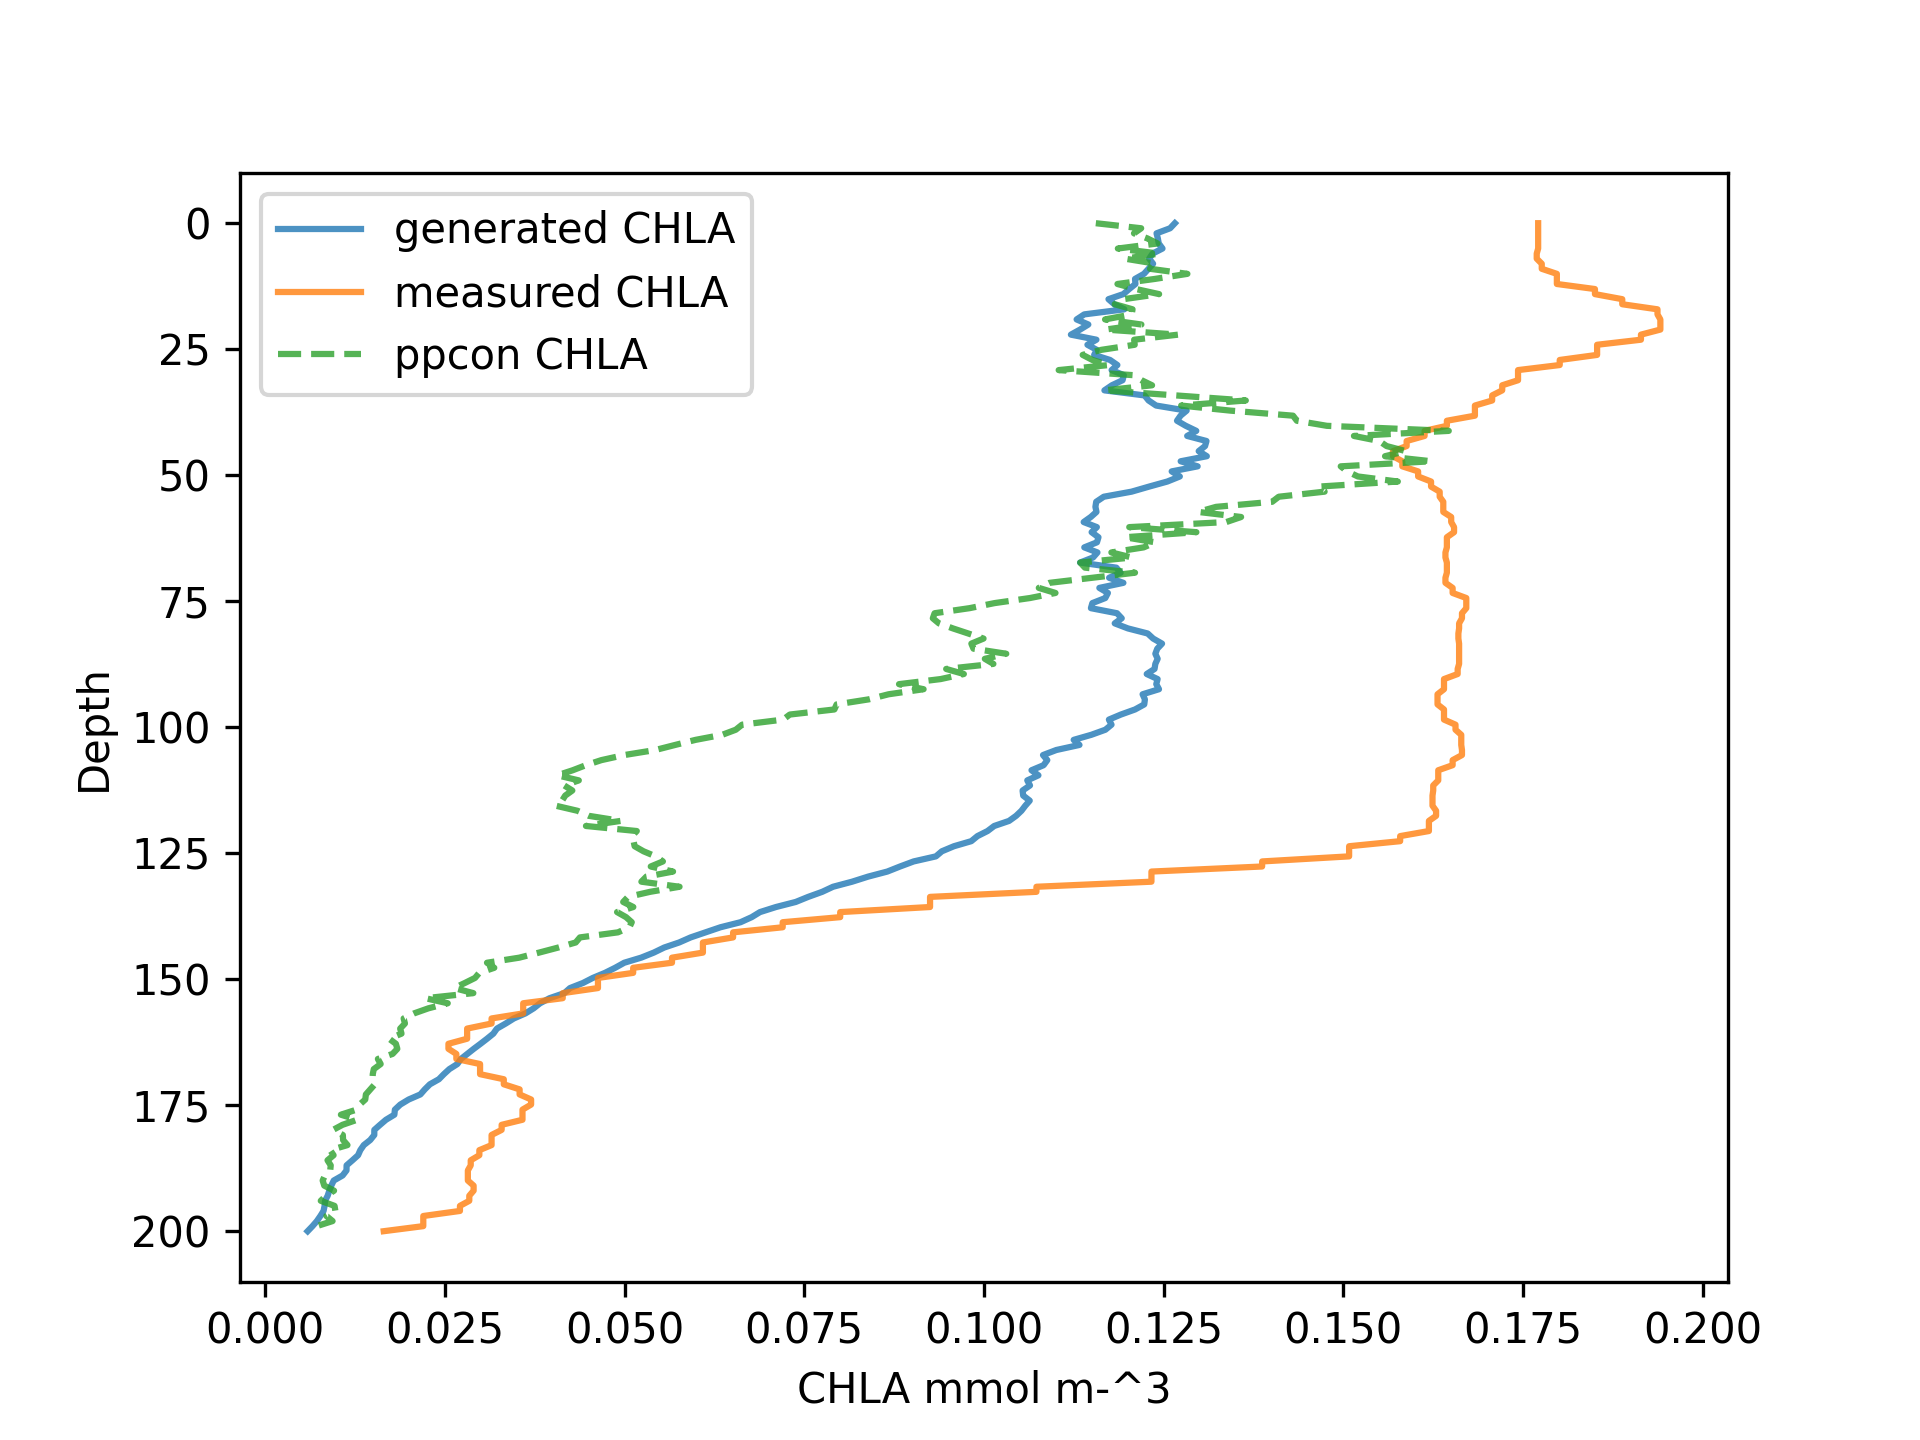 generated CHLA
measured CHLA
ppcon CHLA
0
25
50
75
100
125
150
175
200
Depth
0.000 0.025 0.050 0.075 0.100 0.125 0.150 0.175 0.200
CHLA mmol m-^3